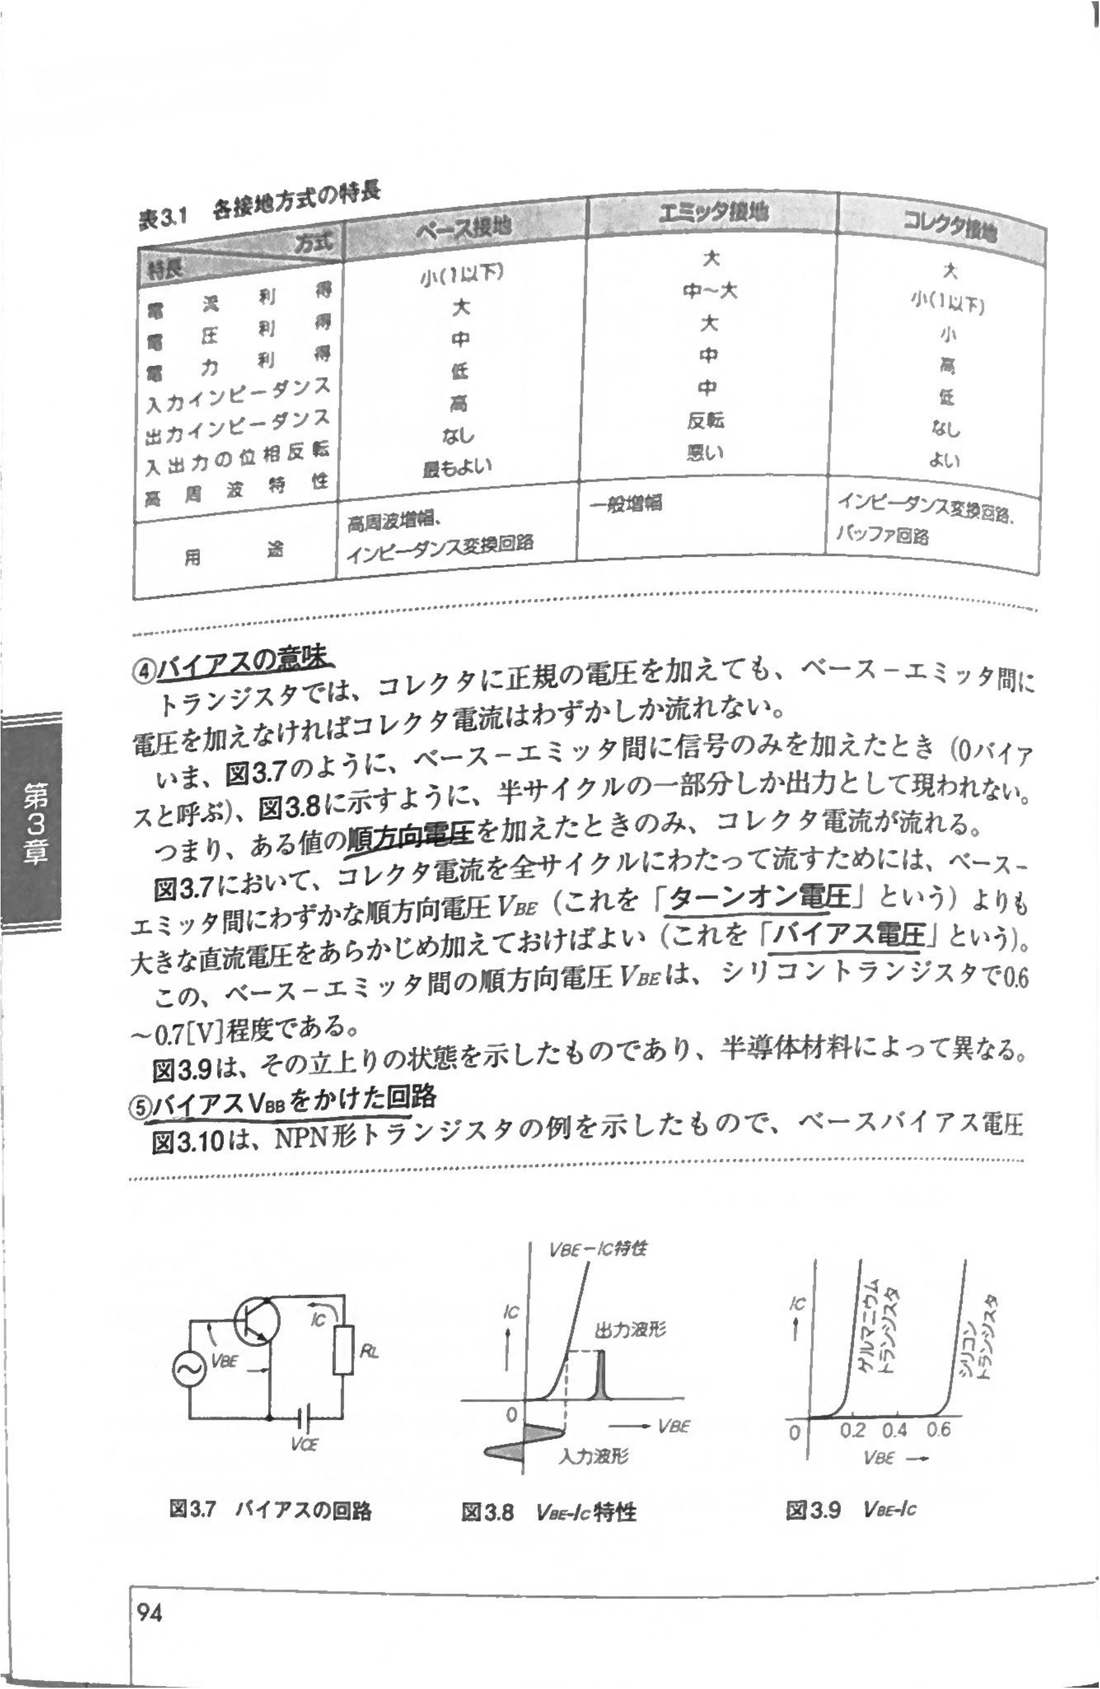 表3.1 各接地方式の特長
特長 方式 ベース接地 エミッタ接地 コレクタ接地
電流利得 小(1以下) 大 大
電圧利得 大 中~大 小(1以下)
電力利得 中 大 小
入力インピーダンス 低 中 高
出力インピーダンス 高 中 低
入出力の位相反転 なし 反転 なし
高周波特性 最もよい 悪い よい
用途 高周波増幅、 一般増幅 インピーダンス変換回路、
インピーダンス変換回路 バッファ回路
④バイアスの意味
トランジスタでは、コレクタに正規の電圧を加えても、ベース−エミッタ間に
電圧を加えなければコレクタ電流はわずかしか流れない。
いま、図3.7のように、ベース−エミッタ間に信号のみを加えたとき(0バイア
スと呼ぶ)、図3.8に示すように、半サイクルの一部分しか出力として現われない。
つまり、ある値の順方向電圧を加えたときのみ、コレクタ電流が流れる。
図3.7において、コレクタ電流を全サイクルにわたって流すためには、ベース−
エミッタ間にわずかな順方向電圧VBE(これを「ターンオン電圧」という)よりも
大きな直流電圧をあらかじめ加えておけばよい(これを「バイアス電圧」という)。
この、ベース−エミッタ間の順方向電圧VBEは、シリコントランジスタで0.6
~0.7[V]程度である。
図3.9は、その立上りの状態を示したものであり、半導体材料によって異なる。
⑤バイアスVBBをかけた回路
図3.10は、NPN形トランジスタの例を示したもので、ベースバイアス電圧
第3章
IC
VBE
RL
VCE
図3.7 バイアスの回路
VBE−IC特性
IC
出力波形
0
VBE
入力波形
図3.8 VBE-IC特性
IC
ゲルマニウム
トランジスタ
シリコン
トランジスタ
0 0.2 0.4 0.6
VBE
図3.9 VBE-IC
94